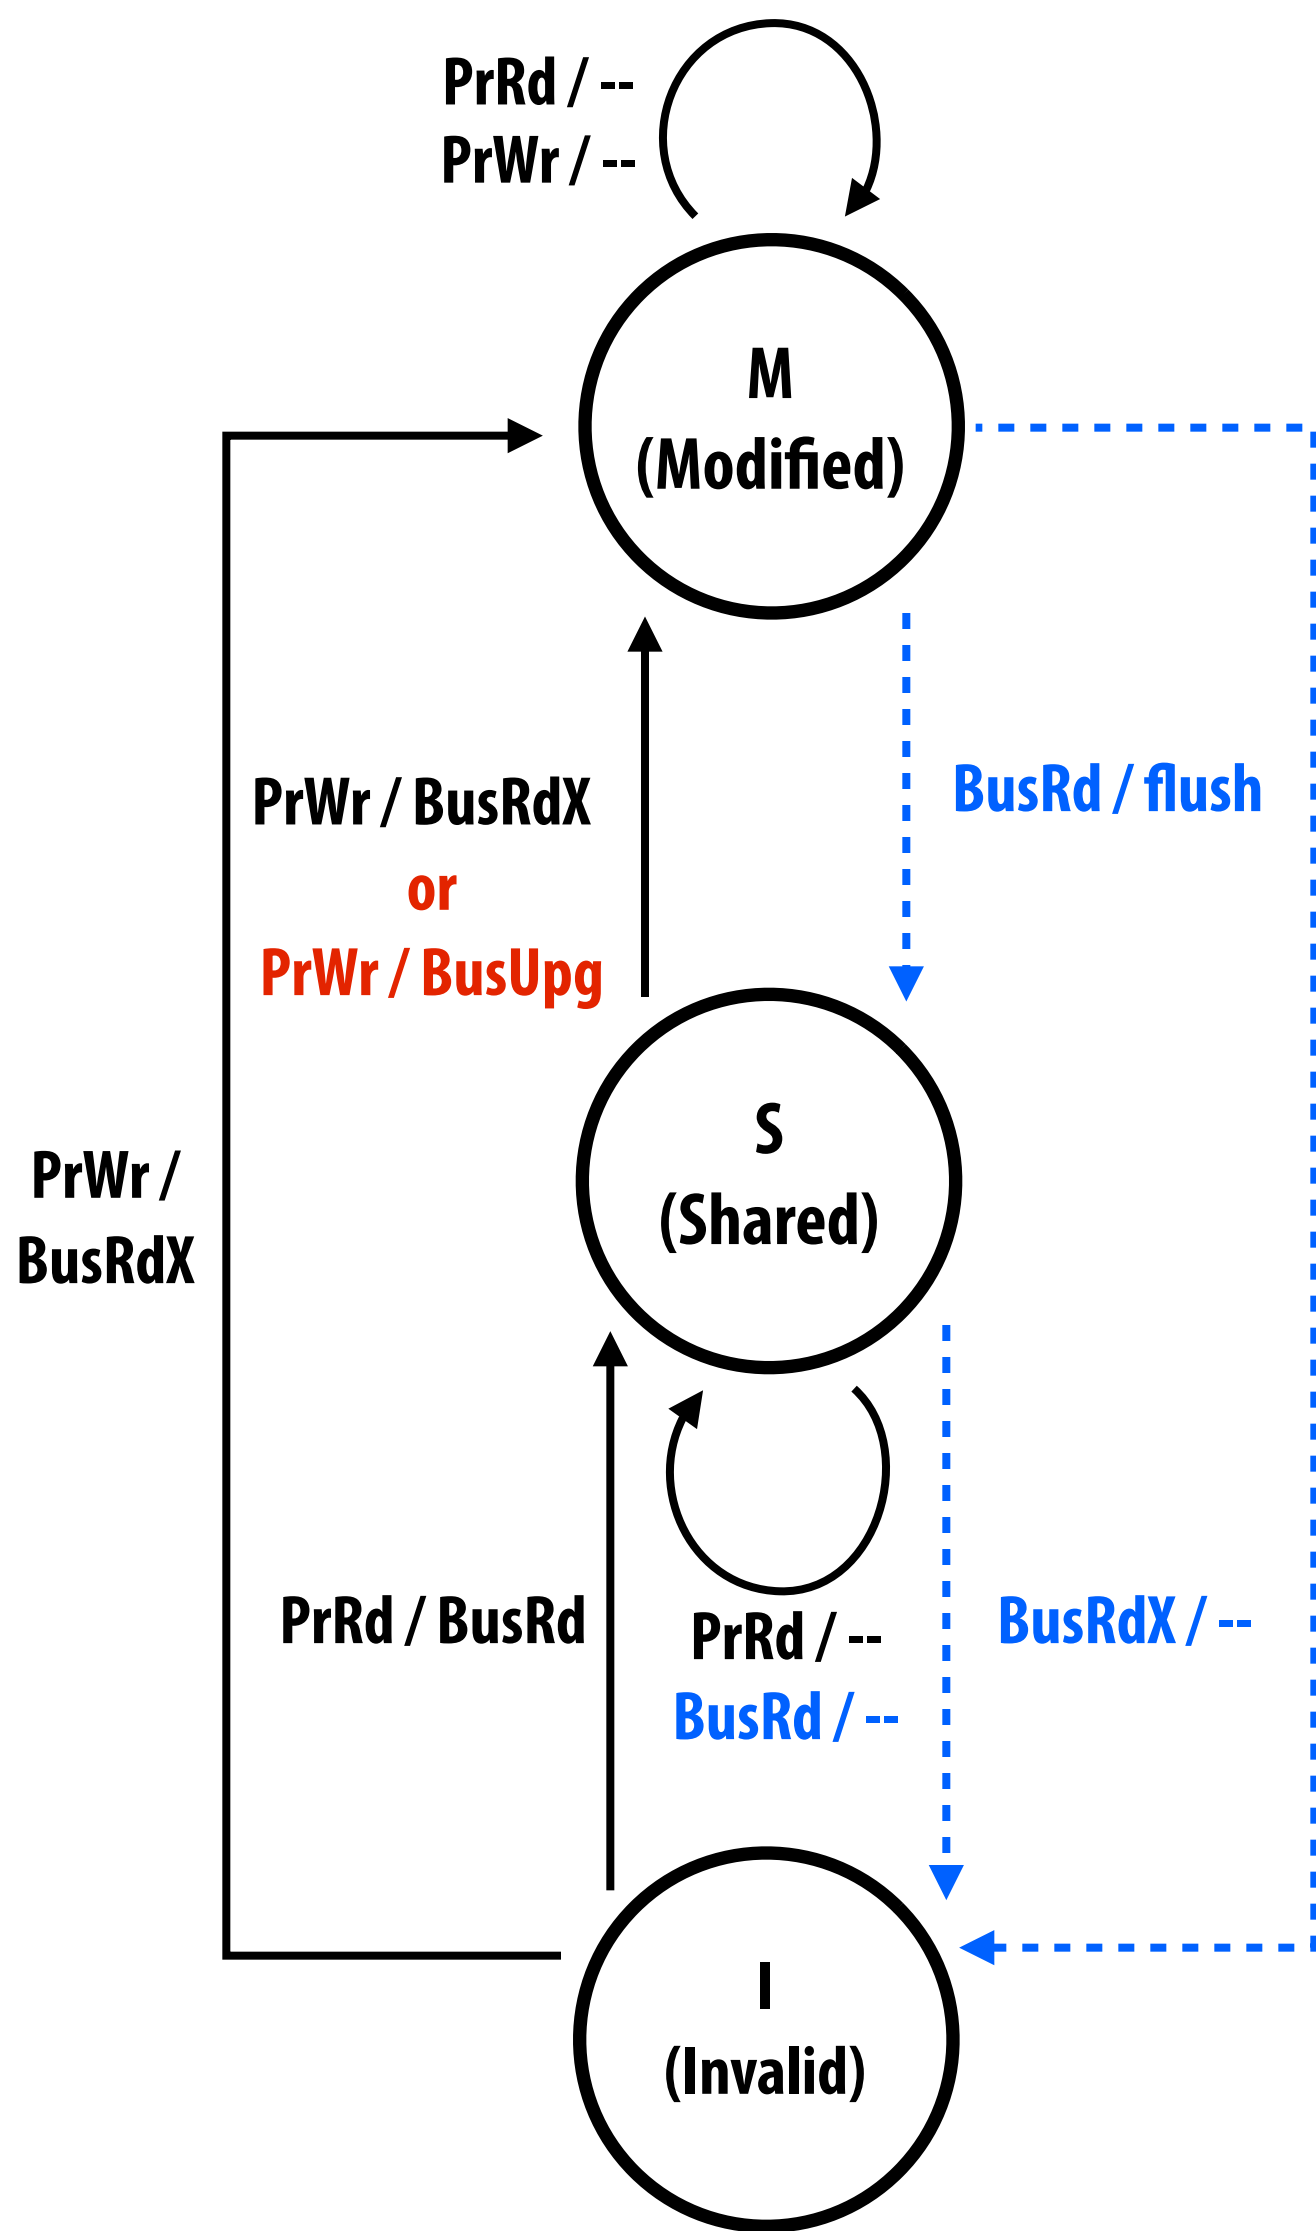 PrRd / --
PrWr / --
M
(Modified)
PrWr / BusRdX
or
PrWr / BusUpg
BusRd / flush
S
(Shared)
PrWr /
BusRdX
PrRd / BusRd
PrRd / --
BusRd / --
BusRdX / --
I
(Invalid)